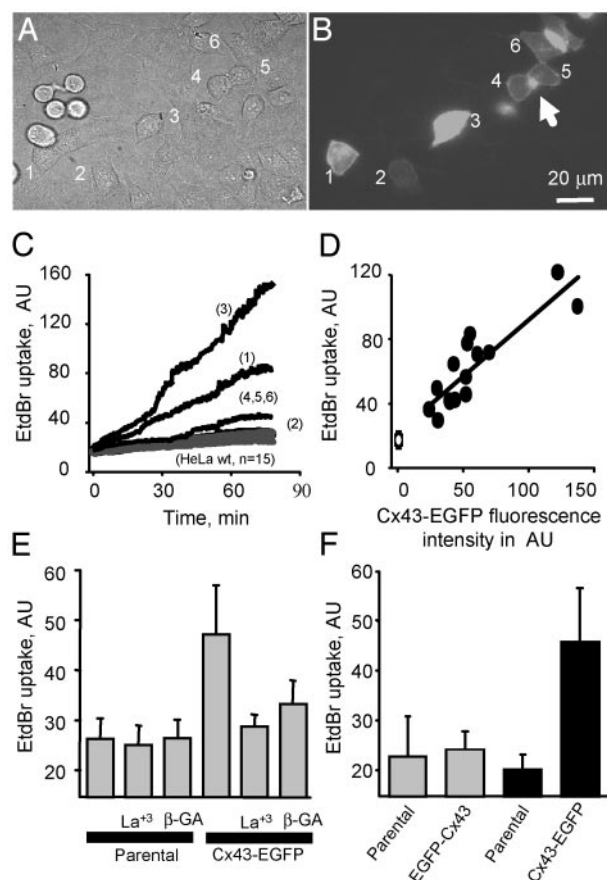 A
6
4
5
3
1
2
B
6
4
5
3
1
2
20 μm
C
EtdBr uptake, AU
160
120
80
40
0
(3)
(1)
(4,5,6)
(2)
(HeLa wt, n=15)
0
30
60
90
Time, min
D
EtdBr uptake, AU
120
80
40
0
0
50
100
150
Cx43-EGFP fluorescence
intensity in AU
E
EtdBr uptake, AU
60
50
40
30
20
La+3 β-GA
La+3 β-GA
Parental
Cx43-EGFP
F
EtdBr uptake, AU
60
50
40
30
20
Parental
EGFP-Cx43
Parental
Cx43-EGFP